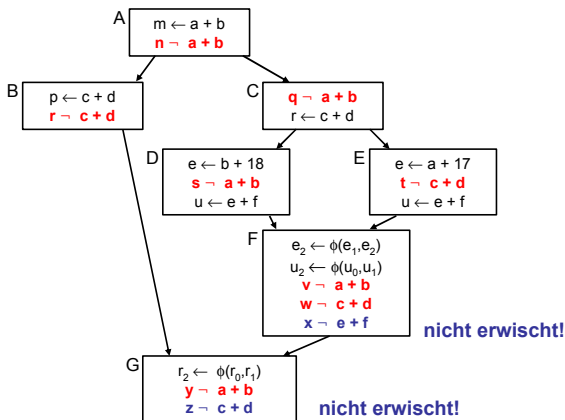 A
m ← a + b
n ¬ a + b
B
p ← c + d
r ¬ c + d
C
q ¬ a + b
r ← c + d
D
e ← b + 18
s ¬ a + b
u ← e + f
E
e ← a + 17
t ¬ c + d
u ← e + f
F
e₂ ← ϕ(e₁,e₂)
u₂ ← ϕ(u₀,u₁)
v ¬ a + b
w ¬ c + d
x ¬ e + f
nicht erwischt!
G
r₂ ← ϕ(r₀,r₁)
y ¬ a + b
z ¬ c + d
nicht erwischt!